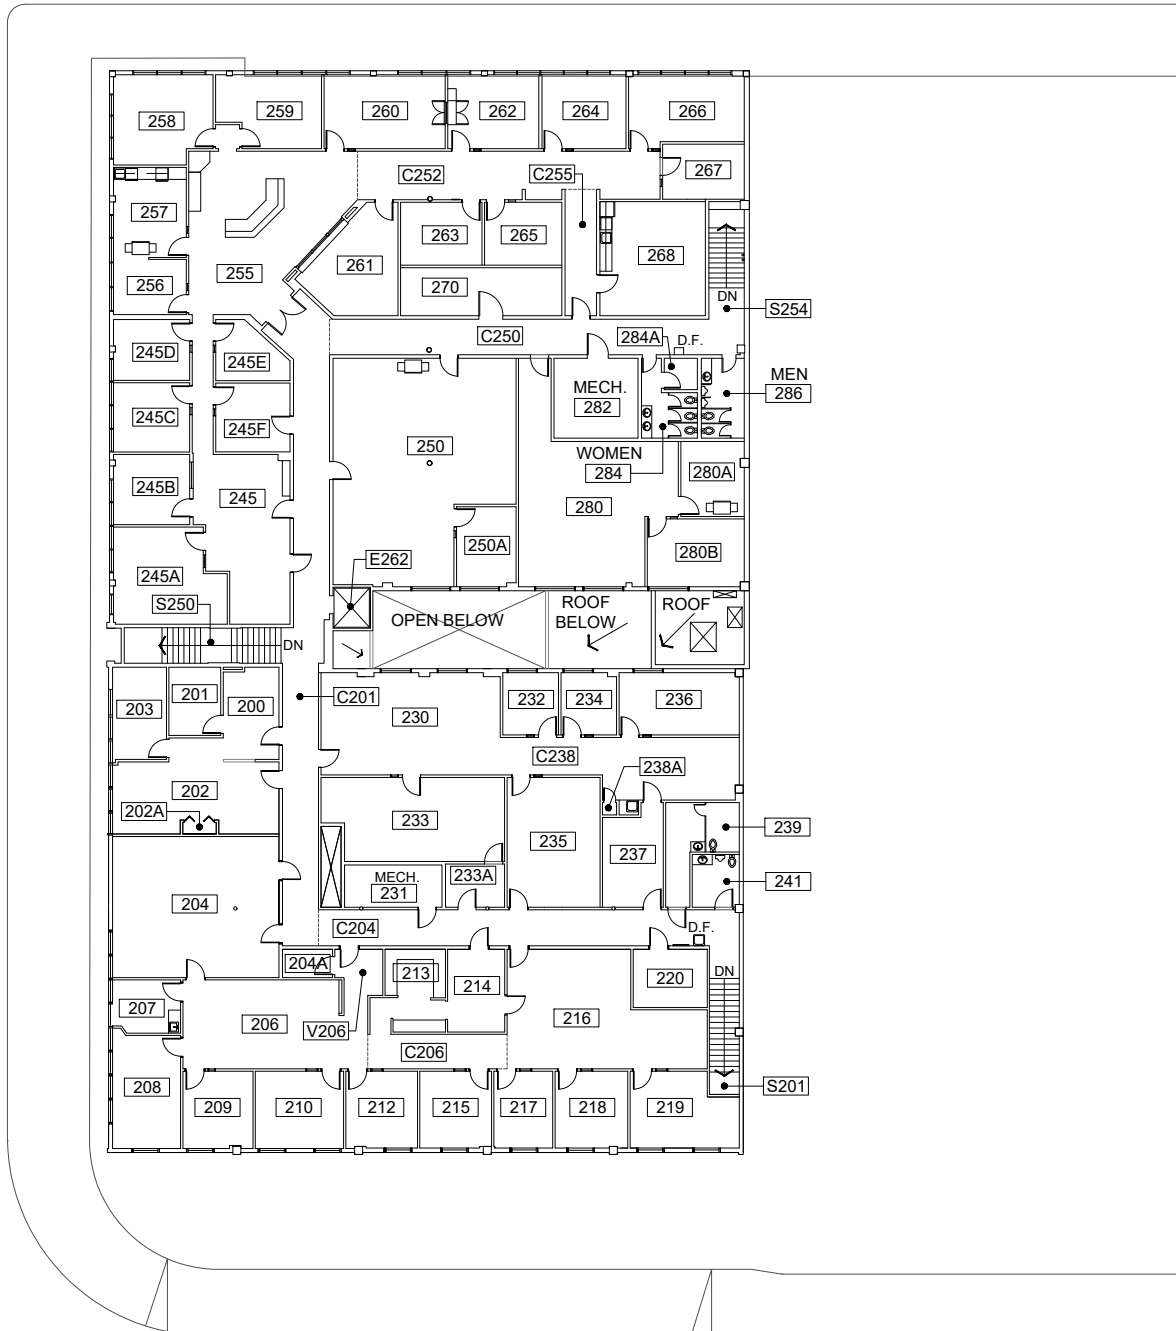 258
259
260
262
264
266
267
C252
C255
257
263
265
268
261
256
255
270
DN
S254
C250
284A
D.F.
245D
245E
MECH.
282
MEN
286
245C
245F
250
WOMEN
284
280A
245B
245
280
250A
280B
245A
E262
S250
OPEN BELOW
ROOF
BELOW
ROOF
DN
203
201
200
C201
230
232
234
236
C238
238A
202
202A
233
235
237
239
MECH.
231
233A
241
204
C204
D.F.
204A
213
214
220
DN
207
206
V206
216
C206
208
209
210
212
215
217
218
219
S201